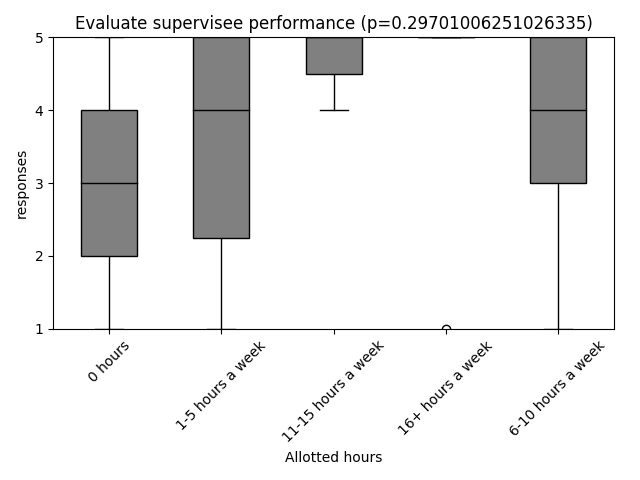 Evaluate supervisee performance (p=0.29701006251026335)
5
4
3
2
1
responses
0 hours
1-5 hours a week
11-15 hours a week
16+ hours a week
6-10 hours a week
Allotted hours